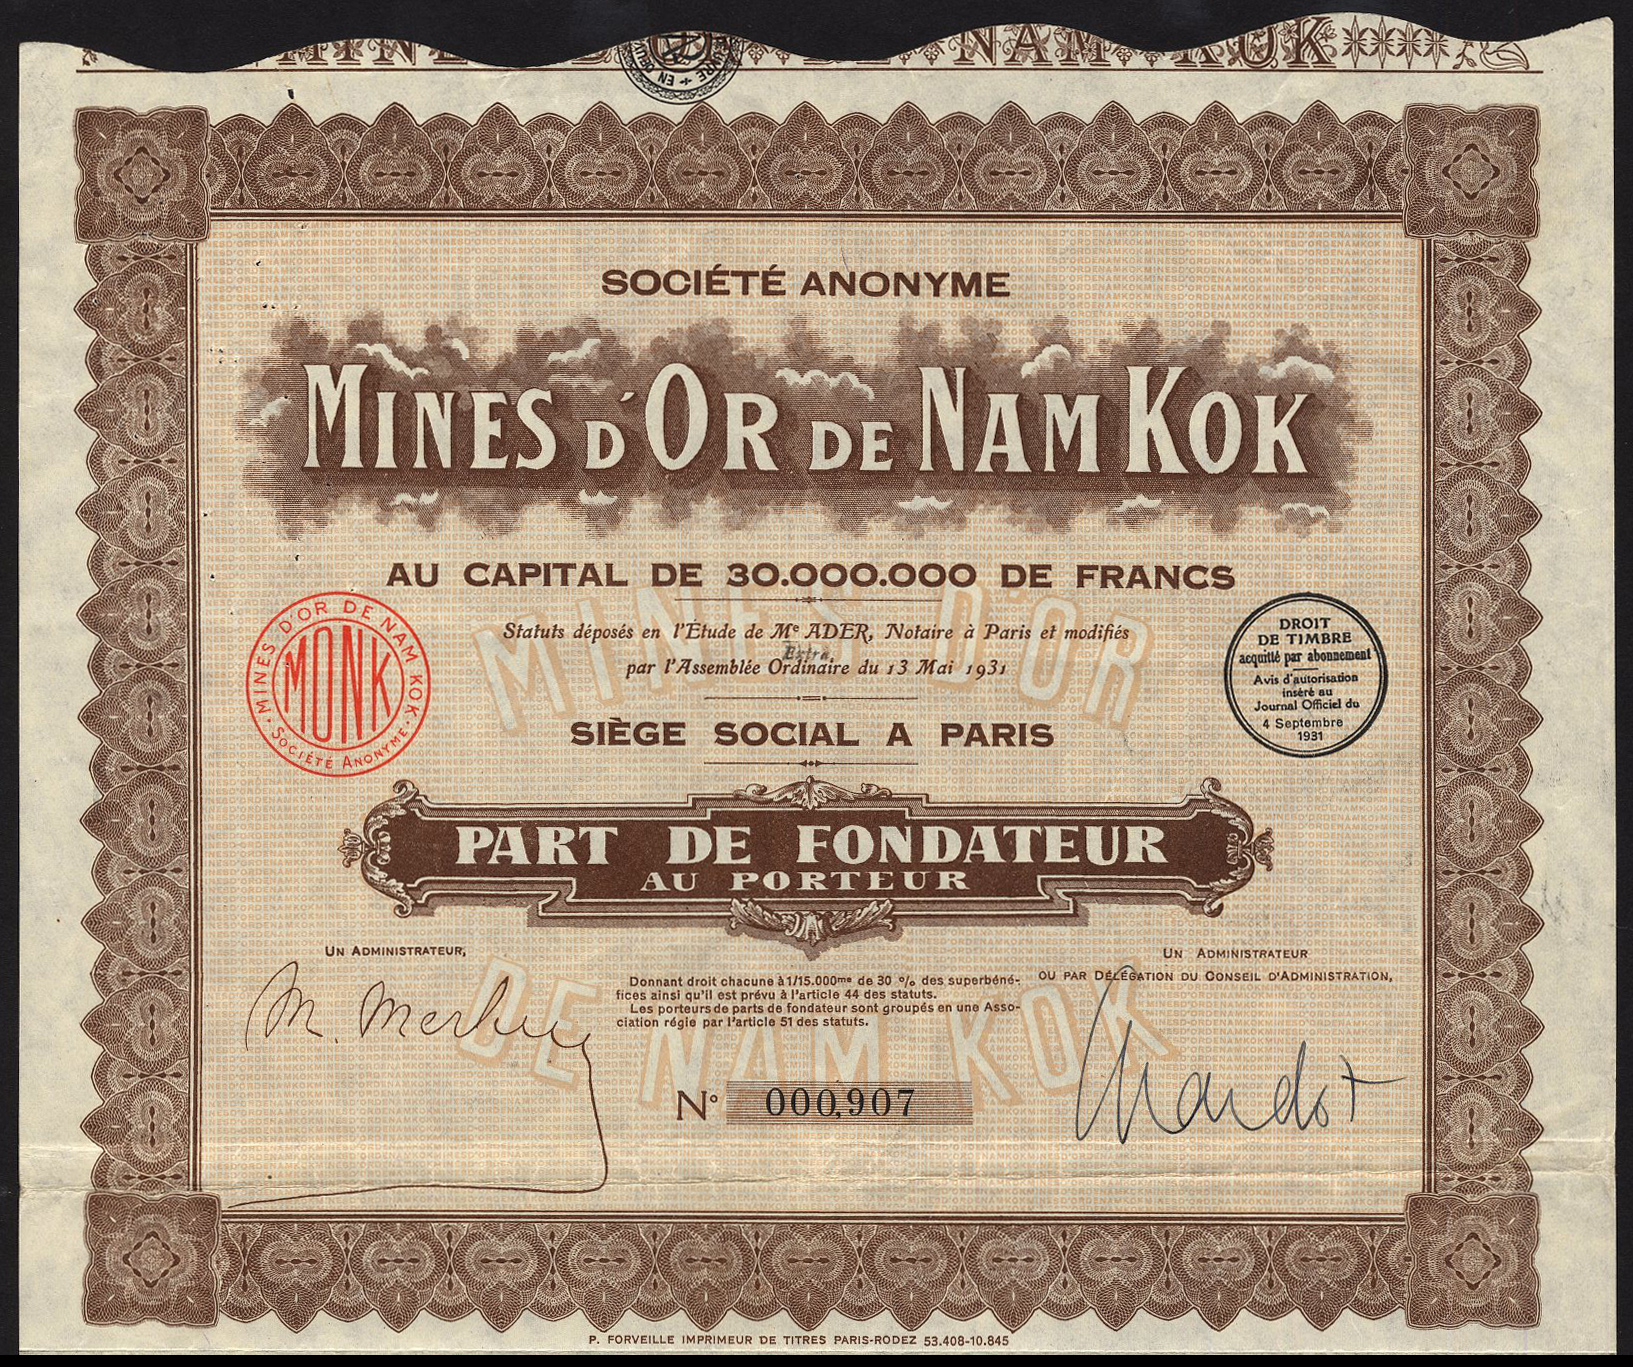 NAM KOK
SOCIÉTÉ ANONYME
MINES D'OR DE NAM KOK
AU CAPITAL DE 30.000.000 DE FRANCS
Statuts déposés en l'Étude de Me ADER, Notaire à Paris et modifiés
Extra
par l'Assemblée Ordinaire du 13 Mai 1931
MINES D'OR DE NAM KOK
MONK
SOCIÉTÉ ANONYME
DROIT
DE TIMBRE
acquitté par abonnement
Avis d'autorisation
inséré au
Journal Officiel du
4 Septembre
1931
MINES D'OR
SIÈGE SOCIAL A PARIS
PART DE FONDATEUR
AU PORTEUR
UN ADMINISTRATEUR,
UN ADMINISTRATEUR
OU PAR DÉLÉGATION DU CONSEIL D'ADMINISTRATION,
Donnant droit chacune à 1/15.000me de 30 % des superbéné-
fices ainsi qu'il est prévu à l'article 44 des statuts.
Les porteurs de parts de fondateur sont groupés en une Asso-
ciation régie par l'article 51 des statuts.
DE NAM KOK
No 000,907
P. FORVEILLE IMPRIMEUR DE TITRES PARIS-RODEZ 53.408-10.845